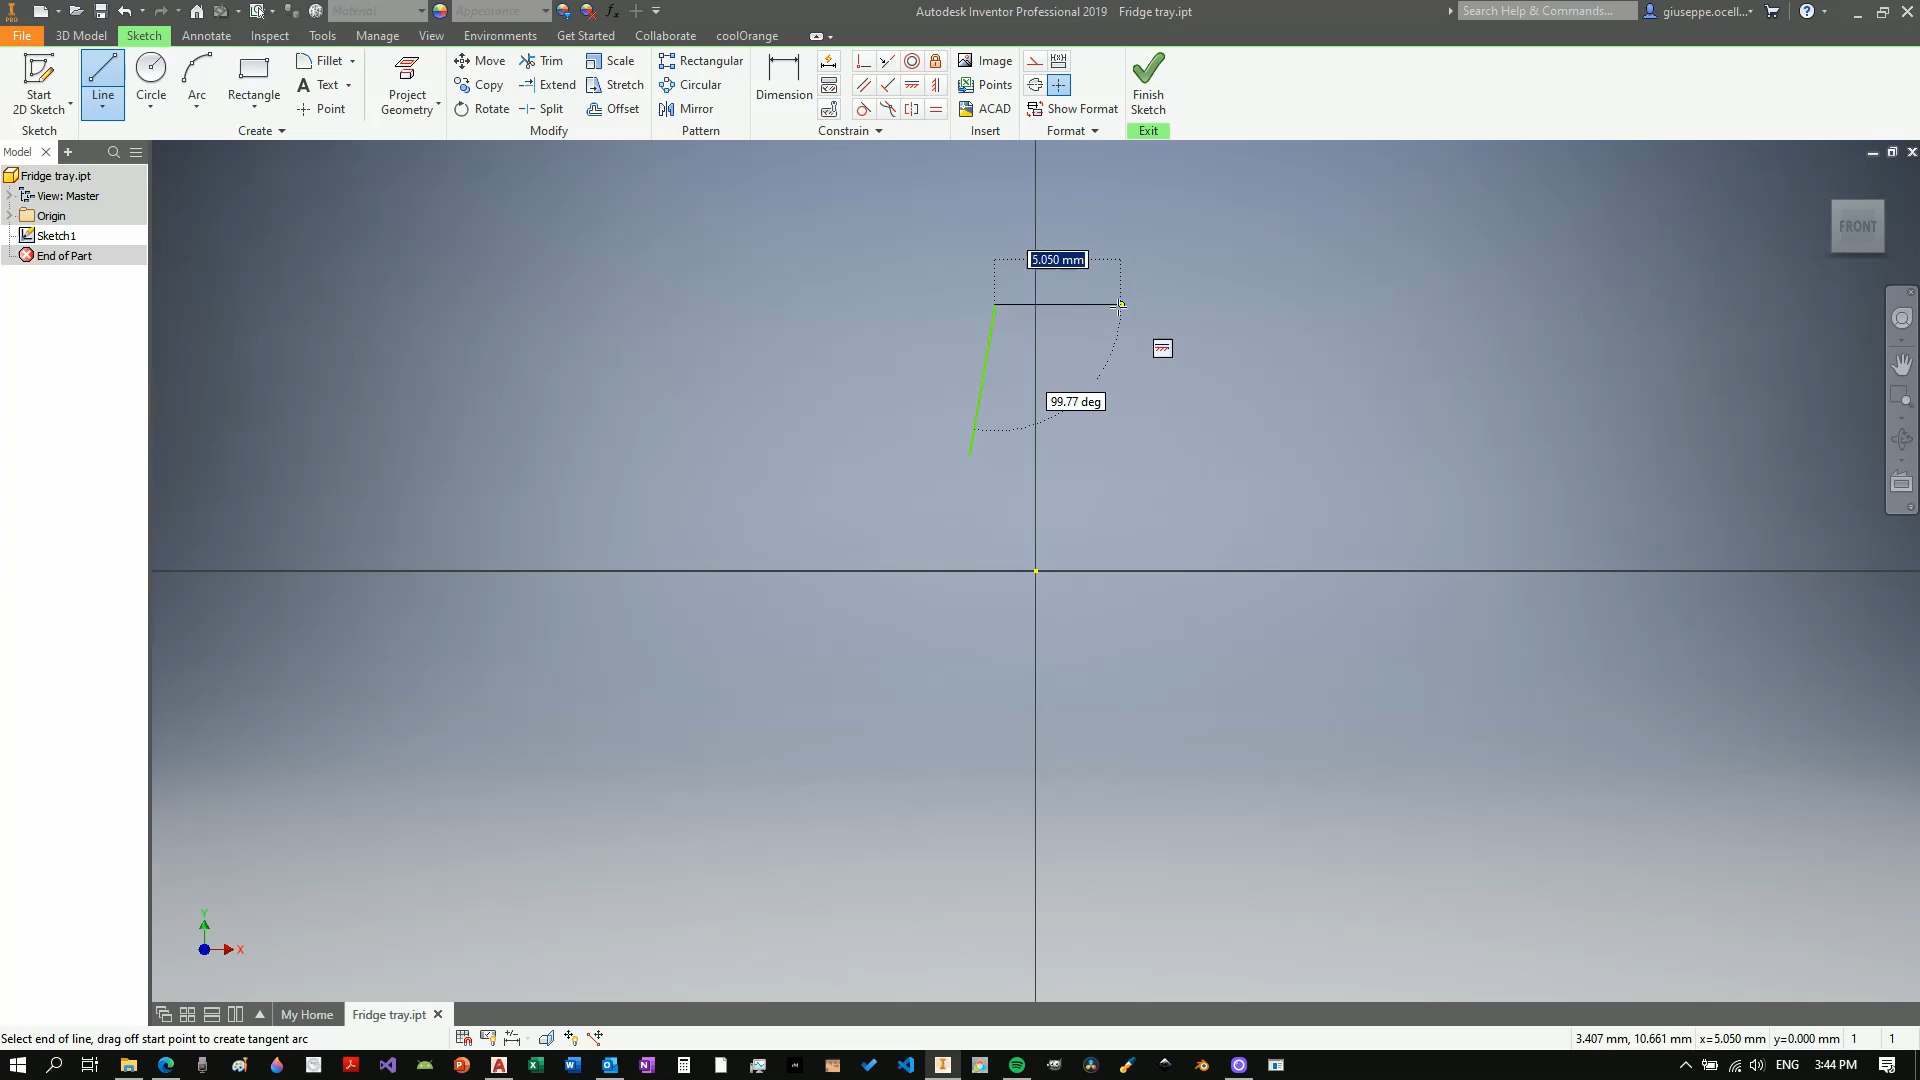 PRO
Material
Appearance
Autodesk Inventor Professional 2019 Fridge tray.ipt
Search Help & Commands...
giuseppe.ocell...
File
3D Model
Sketch
Annotate
Inspect
Tools
Manage
View
Environments
Get Started
Collaborate
coolOrange
Start
2D Sketch
Line
Circle
Arc
Rectangle
Fillet
Text
Point
Project
Geometry
Move
Copy
Rotate
Trim
Extend
Split
Scale
Stretch
Offset
Rectangular
Circular
Mirror
Dimension
Image
Points
ACAD
Show Format
Finish
Sketch
Sketch
Create
Modify
Pattern
Constrain
Insert
Format
Exit
Model
Fridge tray.ipt
View: Master
Origin
Sketch1
End of Part
FRONT
5.050 mm
99.77 deg
Y
X
My Home
Fridge tray.ipt
Select end of line, drag off start point to create tangent arc
3.407 mm, 10.661 mm
x=5.050 mm
y=0.000 mm
1
1
ENG
3:44 PM